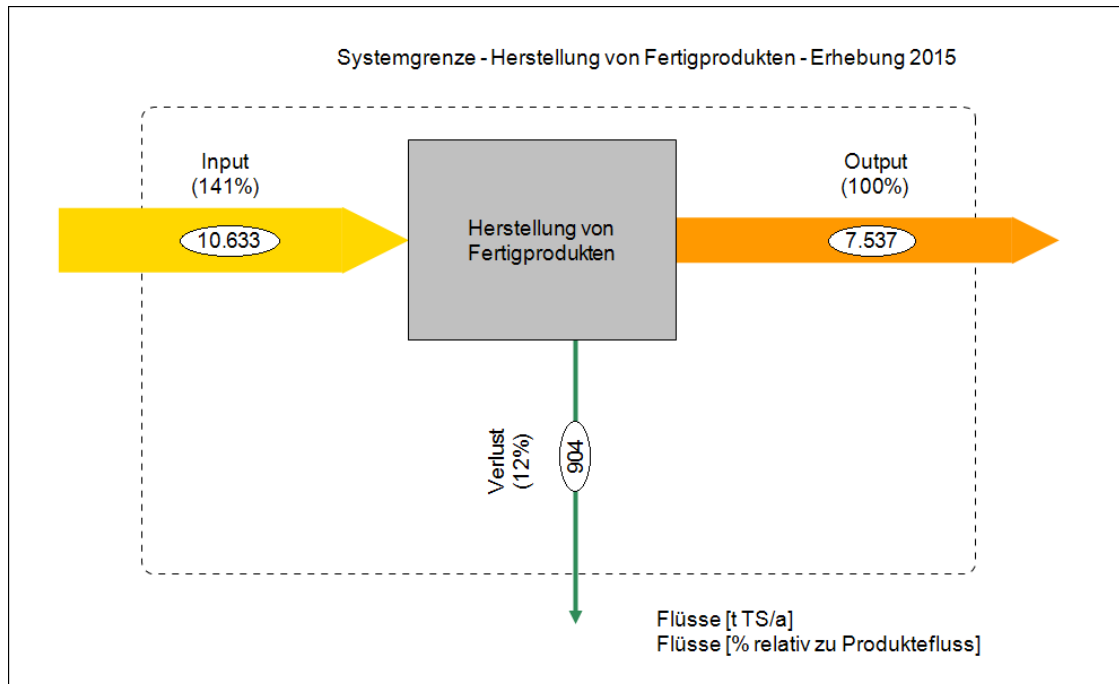 Systemgrenze - Herstellung von Fertigprodukten - Erhebung 2015
Input
(141%)
10.633
Herstellung von
Fertigprodukten
Output
(100%)
7.537
Verlust
(12%)
904
Flüsse [t TS/a]
Flüsse [% relativ zu Produktefluss]